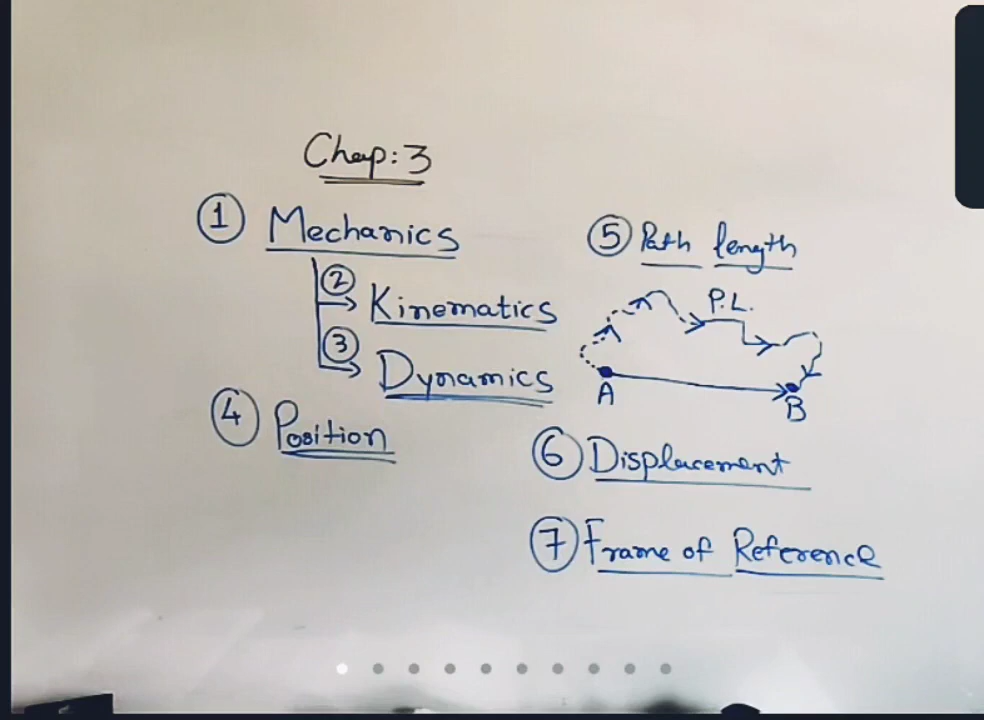 Chap: 3
① Mechanics
② Kinematics
③ Dynamics
④ Position
⑤ Path length
P.L.
A
B
⑥ Displacement
⑦ Frame of Reference